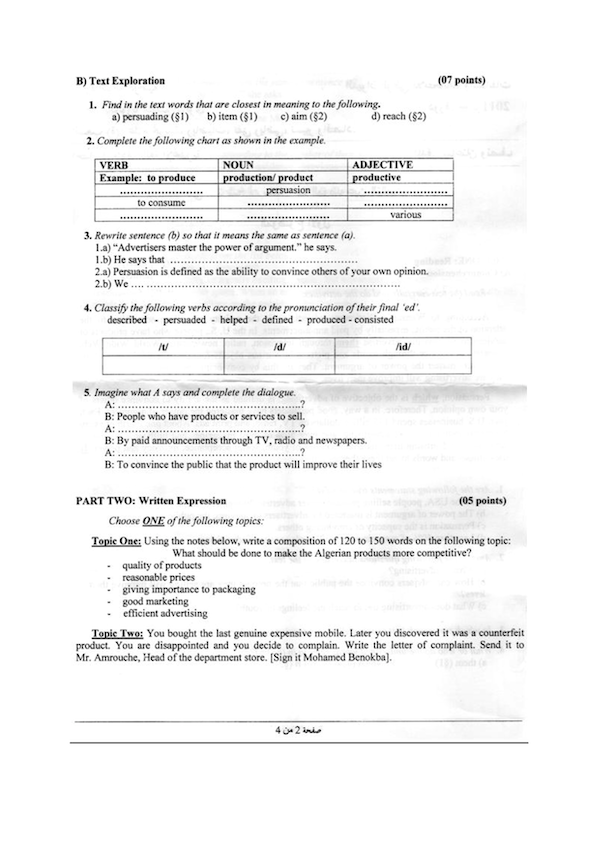 B) Text Exploration (07 points)
1. Find in the text words that are closest in meaning to the following.
a) persuading (§1) b) item (§1) c) aim (§2) d) reach (§2)
2. Complete the following chart as shown in the example.
VERB NOUN ADJECTIVE
Example: to produce production/ product productive
........................ persuasion ........................
to consume ........................ ........................
........................ ........................ various
3. Rewrite sentence (b) so that it means the same as sentence (a).
1.a) “Advertisers master the power of argument.” he says.
1.b) He says that ......................................................
2.a) Persuasion is defined as the ability to convince others of your own opinion.
2.b) We .... ......................................................................
4. Classify the following verbs according to the pronunciation of their final ‘ed’.
described - persuaded - helped - defined - produced - consisted
/t/ /d/ /id/
5. Imagine what A says and complete the dialogue.
A: ....................................................?
B: People who have products or services to sell.
A: ....................................................?
B: By paid announcements through TV, radio and newspapers.
A: ....................................................?
B: To convince the public that the product will improve their lives
PART TWO: Written Expression (05 points)
Choose ONE of the following topics:
Topic One: Using the notes below, write a composition of 120 to 150 words on the following topic:
What should be done to make the Algerian products more competitive?
- quality of products
- reasonable prices
- giving importance to packaging
- good marketing
- efficient advertising
Topic Two: You bought the last genuine expensive mobile. Later you discovered it was a counterfeit
product. You are disappointed and you decide to complain. Write the letter of complaint. Send it to
Mr. Amrouche, Head of the department store. [Sign it Mohamed Benokba].
صفحة 2 من 4